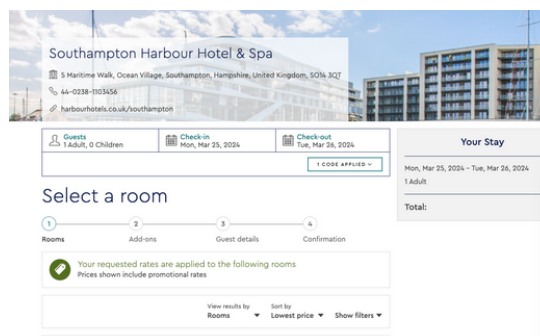 Southampton Harbour Hotel & Spa
5 Maritime Walk, Ocean Village, Southampton, Hampshire, United Kingdom, SO14 3QT
44-0238-1103456
harbourhotels.co.uk/southampton
Guests
1 Adult, 0 Children
Check-in
Mon, Mar 25, 2024
Check-out
Tue, Mar 26, 2024
1 CODE APPLIED
Your Stay
Mon, Mar 25, 2024 - Tue, Mar 26, 2024
1 Adult
Total:
Select a room
1 2 3 4
Rooms Add-ons Guest details Confirmation
Your requested rates are applied to the following rooms
Prices shown include promotional rates
View results by Sort by
Rooms Lowest price Show filters